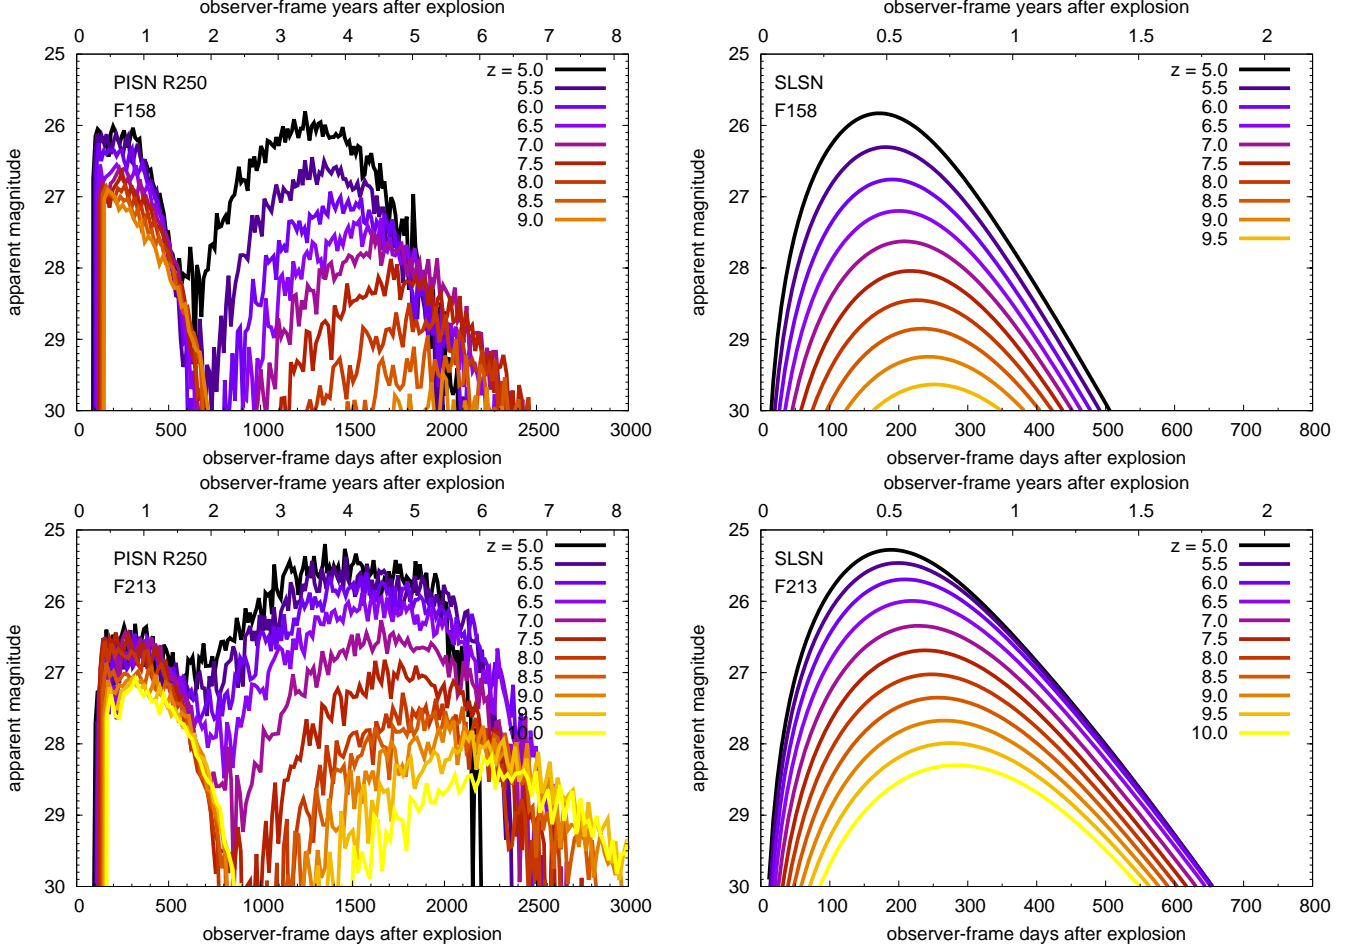 observer-frame years after explosion
0 1 2 3 4 5 6 7 8
PISN R250
F158
z = 5.0
5.5
6.0
6.5
7.0
7.5
8.0
8.5
9.0
apparent magnitude
25
26
27
28
29
30
0 500 1000 1500 2000 2500 3000
observer-frame days after explosion
observer-frame years after explosion
0 0.5 1 1.5 2
SLSN
F158
z = 5.0
5.5
6.0
6.5
7.0
7.5
8.0
8.5
9.0
9.5
apparent magnitude
25
26
27
28
29
30
0 100 200 300 400 500 600 700 800
observer-frame days after explosion
observer-frame years after explosion
0 1 2 3 4 5 6 7 8
PISN R250
F213
z = 5.0
5.5
6.0
6.5
7.0
7.5
8.0
8.5
9.0
9.5
10.0
apparent magnitude
25
26
27
28
29
30
0 500 1000 1500 2000 2500 3000
observer-frame days after explosion
observer-frame years after explosion
0 0.5 1 1.5 2
SLSN
F213
z = 5.0
5.5
6.0
6.5
7.0
7.5
8.0
8.5
9.0
9.5
10.0
apparent magnitude
25
26
27
28
29
30
0 100 200 300 400 500 600 700 800
observer-frame days after explosion